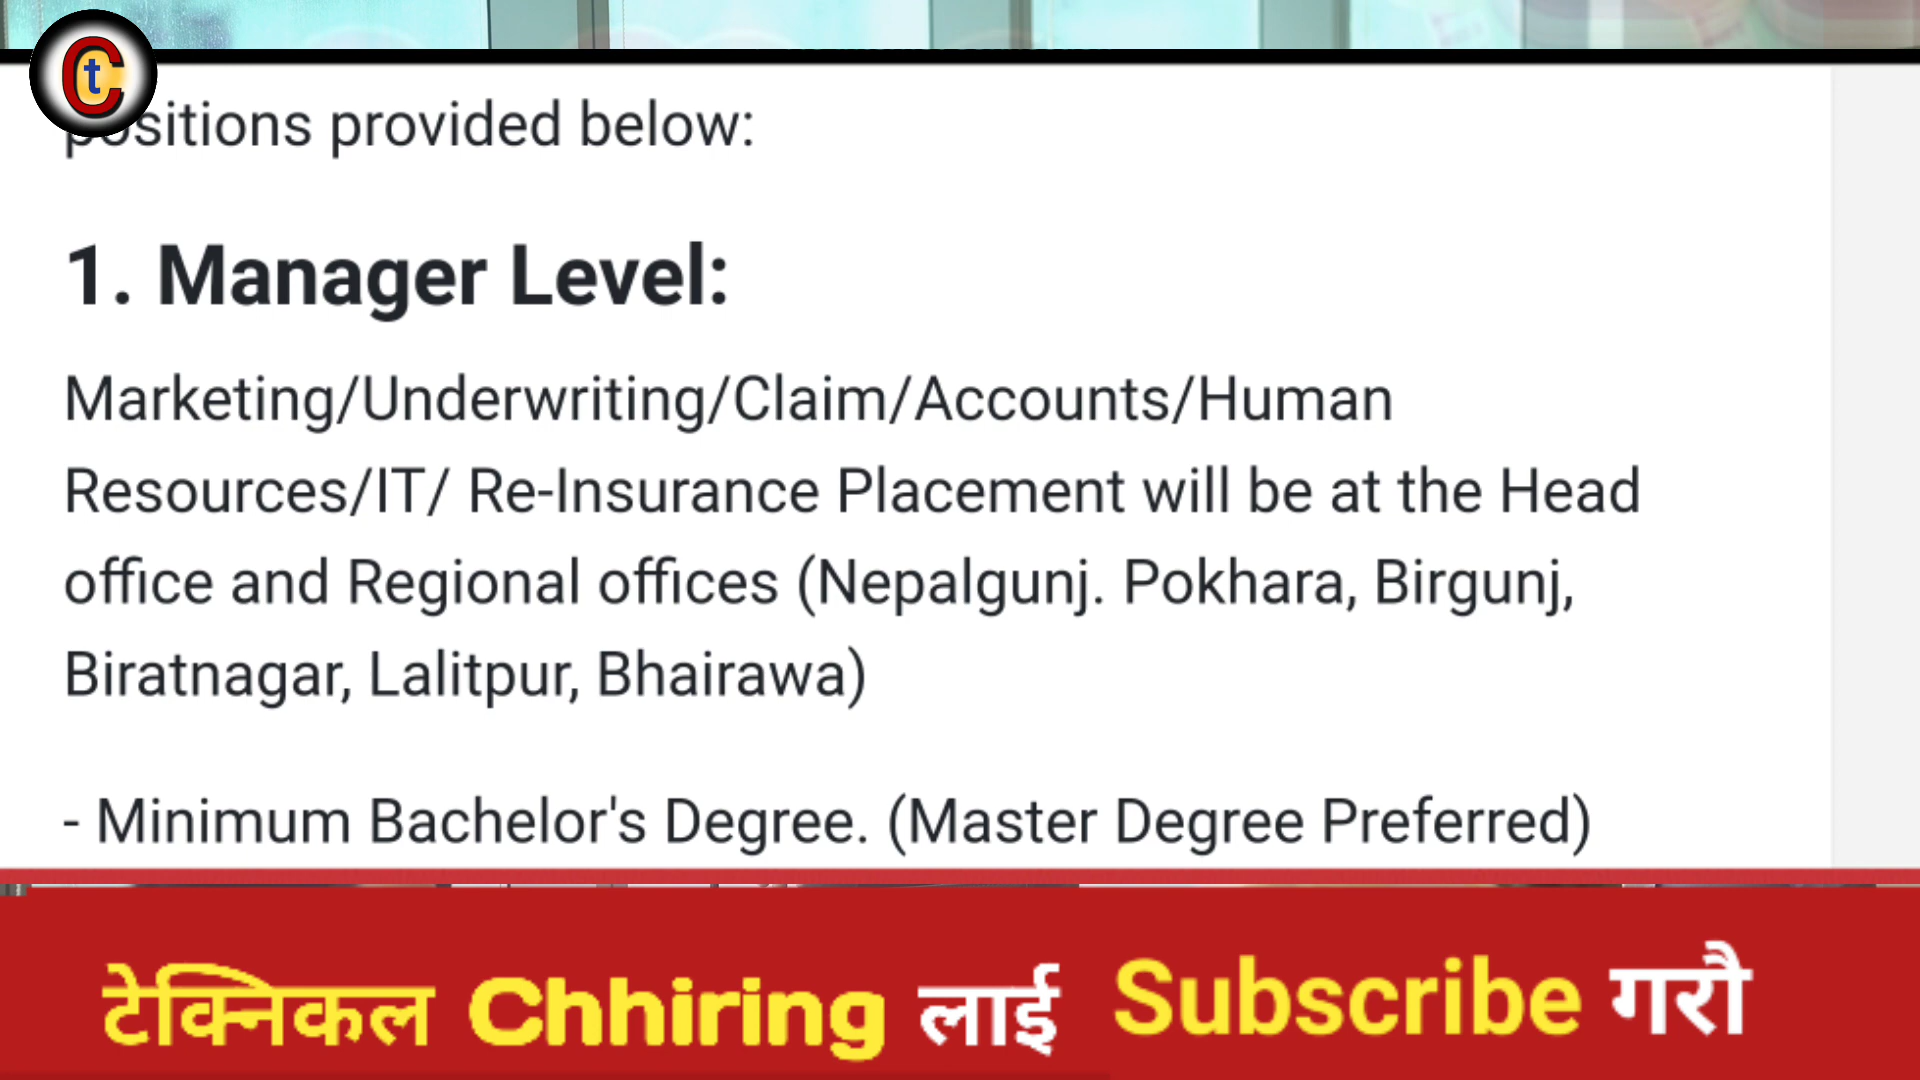 positions provided below:
1. Manager Level:
Marketing/Underwriting/Claim/Accounts/Human
Resources/IT/ Re-Insurance Placement will be at the Head
office and Regional offices (Nepalgunj. Pokhara, Birgunj,
Biratnagar, Lalitpur, Bhairawa)
- Minimum Bachelor's Degree. (Master Degree Preferred)
टेक्निकल Chhiring लाई Subscribe गरौ